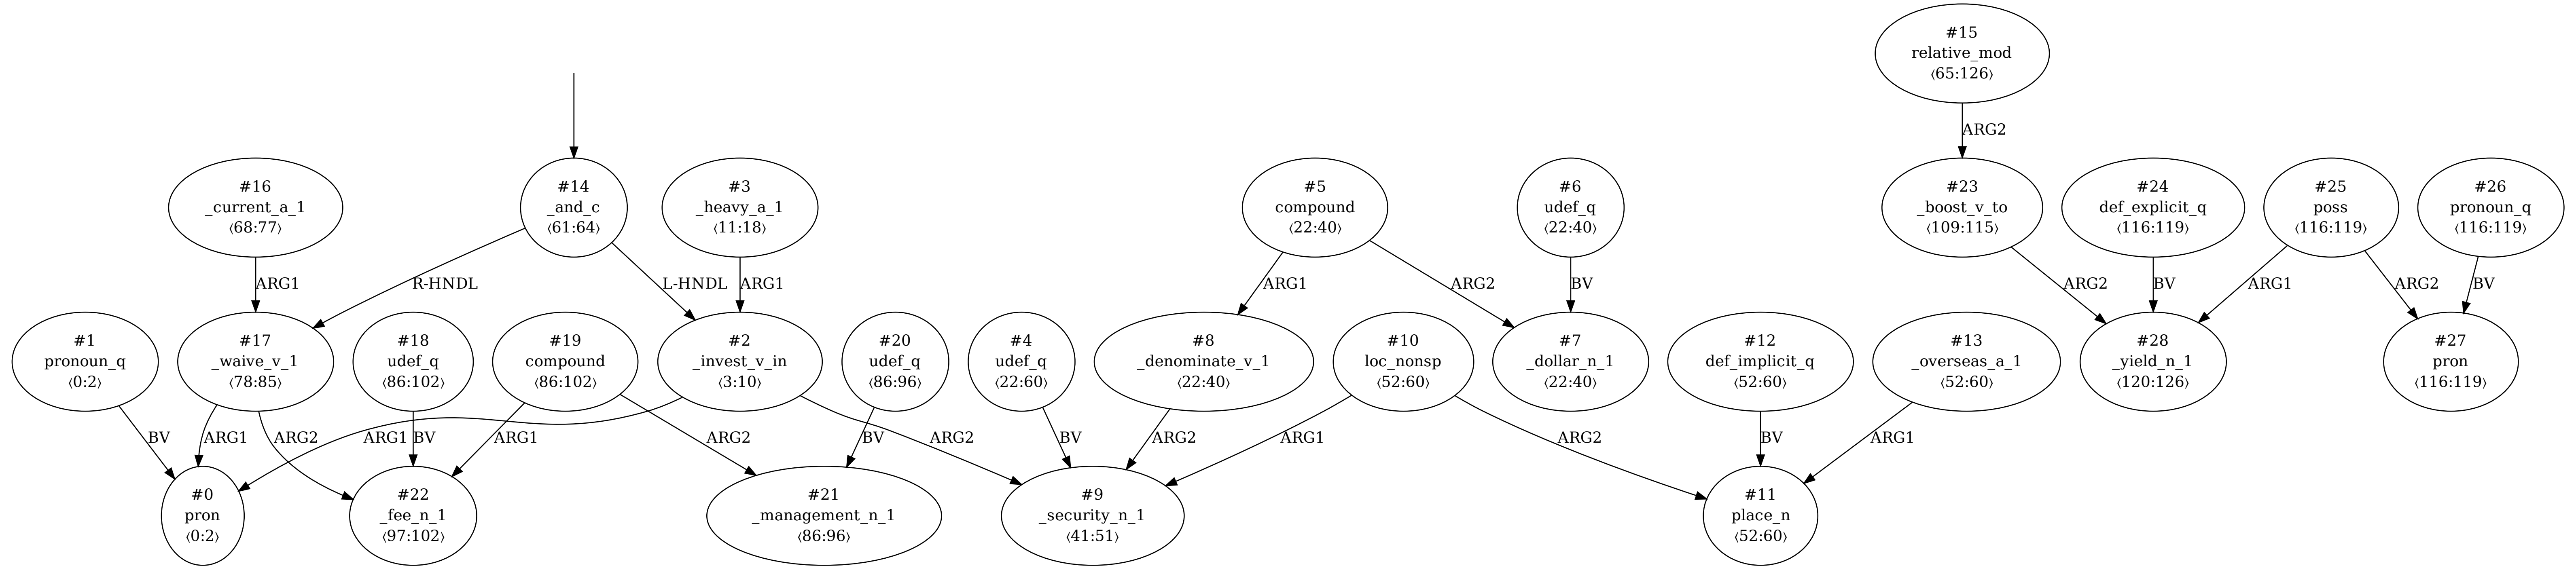 #15
relative_mod
⟨65:126⟩
ARG2
#16
_current_a_1
⟨68:77⟩
#14
_and_c
⟨61:64⟩
#3
_heavy_a_1
⟨11:18⟩
#5
compound
⟨22:40⟩
#6
udef_q
⟨22:40⟩
#23
_boost_v_to
⟨109:115⟩
#24
def_explicit_q
⟨116:119⟩
#25
poss
⟨116:119⟩
#26
pronoun_q
⟨116:119⟩
ARG1
R-HNDL
L-HNDL
ARG1
ARG1
ARG2
BV
ARG2
BV
ARG1
ARG2
BV
#1
pronoun_q
⟨0:2⟩
#17
_waive_v_1
⟨78:85⟩
#18
udef_q
⟨86:102⟩
#19
compound
⟨86:102⟩
#2
_invest_v_in
⟨3:10⟩
#20
udef_q
⟨86:96⟩
#4
udef_q
⟨22:60⟩
#8
_denominate_v_1
⟨22:40⟩
#10
loc_nonsp
⟨52:60⟩
#7
_dollar_n_1
⟨22:40⟩
#12
def_implicit_q
⟨52:60⟩
#13
_overseas_a_1
⟨52:60⟩
#28
_yield_n_1
⟨120:126⟩
#27
pron
⟨116:119⟩
BV
ARG1
ARG2
ARG1
BV
ARG1
ARG2
BV
ARG2
BV
ARG2
ARG1
ARG2
BV
ARG1
#0
pron
⟨0:2⟩
#22
_fee_n_1
⟨97:102⟩
#21
_management_n_1
⟨86:96⟩
#9
_security_n_1
⟨41:51⟩
#11
place_n
⟨52:60⟩